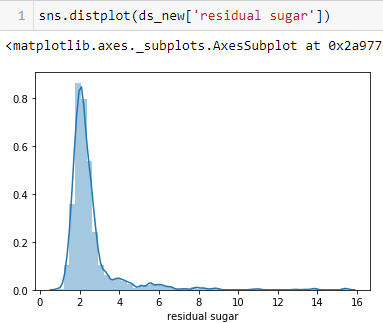 1 sns.distplot(ds_new['residual sugar'])
<matplotlib.axes._subplots.AxesSubplot at 0x2a977
0.8
0.6
0.4
0.2
0.0
0 2 4 6 8 10 12 14 16
residual sugar